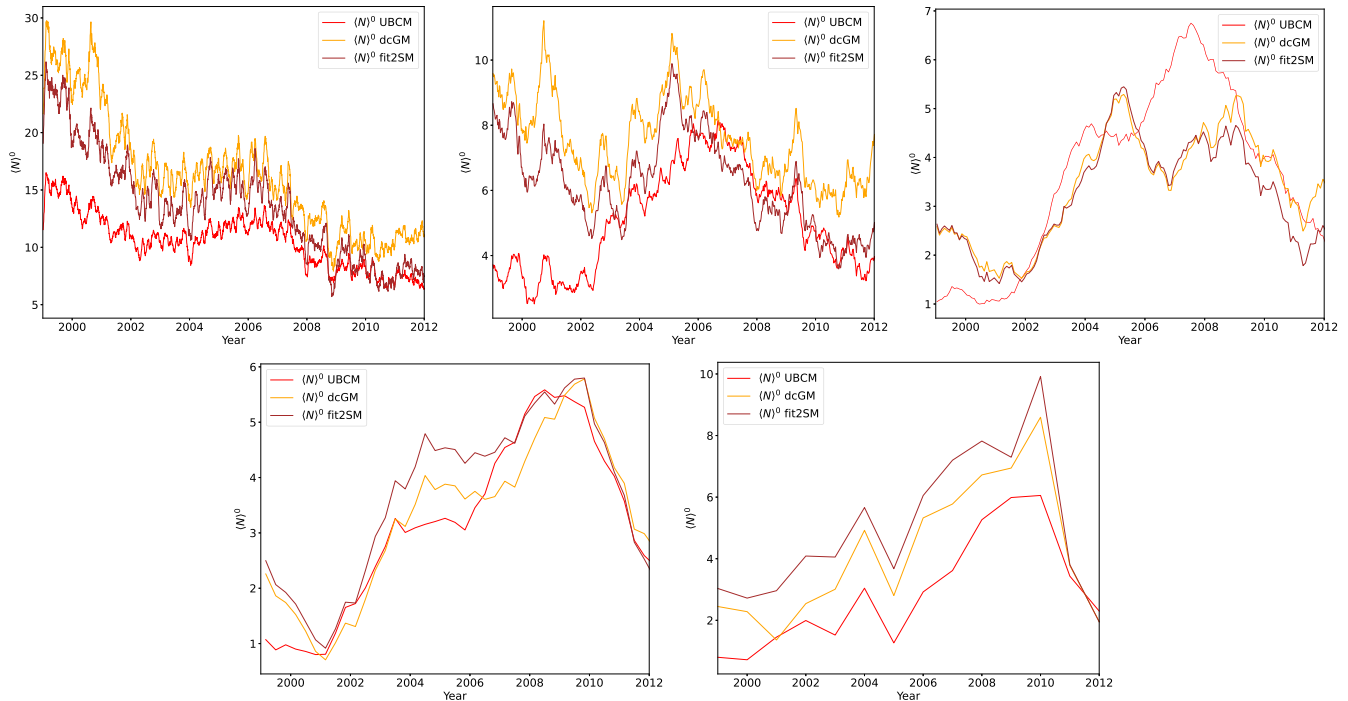 30
25
20
15
10
5
⟨N⟩⁰
2000 2002 2004 2006 2008 2010 2012
Year
⟨N⟩⁰ UBCM
⟨N⟩⁰ dcGM
⟨N⟩⁰ fit2SM
10
8
6
4
⟨N⟩⁰
2000 2002 2004 2006 2008 2010 2012
Year
⟨N⟩⁰ UBCM
⟨N⟩⁰ dcGM
⟨N⟩⁰ fit2SM
7
6
5
4
3
2
1
⟨N⟩⁰
2000 2002 2004 2006 2008 2010 2012
Year
⟨N⟩⁰ UBCM
⟨N⟩⁰ dcGM
⟨N⟩⁰ fit2SM
6
5
4
3
2
1
⟨N⟩⁰
2000 2002 2004 2006 2008 2010 2012
Year
⟨N⟩⁰ UBCM
⟨N⟩⁰ dcGM
⟨N⟩⁰ fit2SM
10
8
6
4
2
⟨N⟩⁰
2000 2002 2004 2006 2008 2010 2012
Year
⟨N⟩⁰ UBCM
⟨N⟩⁰ dcGM
⟨N⟩⁰ fit2SM